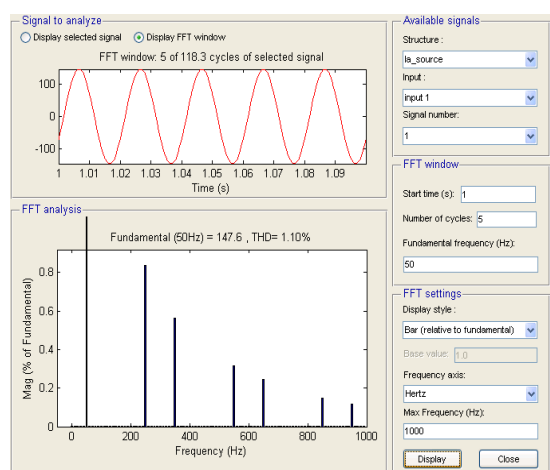 Signal to analyze
Display selected signal
Display FFT window
FFT window: 5 of 118.3 cycles of selected signal
100
0
-100
1 1.01 1.02 1.03 1.04 1.05 1.06 1.07 1.08 1.09
Time (s)
FFT analysis
Fundamental (50Hz) = 147.6 , THD= 1.10%
Mag (% of Fundamental)
0.8
0.6
0.4
0.2
0
0 200 400 600 800 1000
Frequency (Hz)
Available signals
Structure :
Ia_source
Input :
input 1
Signal number:
1
FFT window
Start time (s): 1
Number of cycles: 5
Fundamental frequency (Hz):
50
FFT settings
Display style :
Bar (relative to fundamental)
Base value: 1.0
Frequency axis:
Hertz
Max Frequency (Hz):
1000
Display
Close